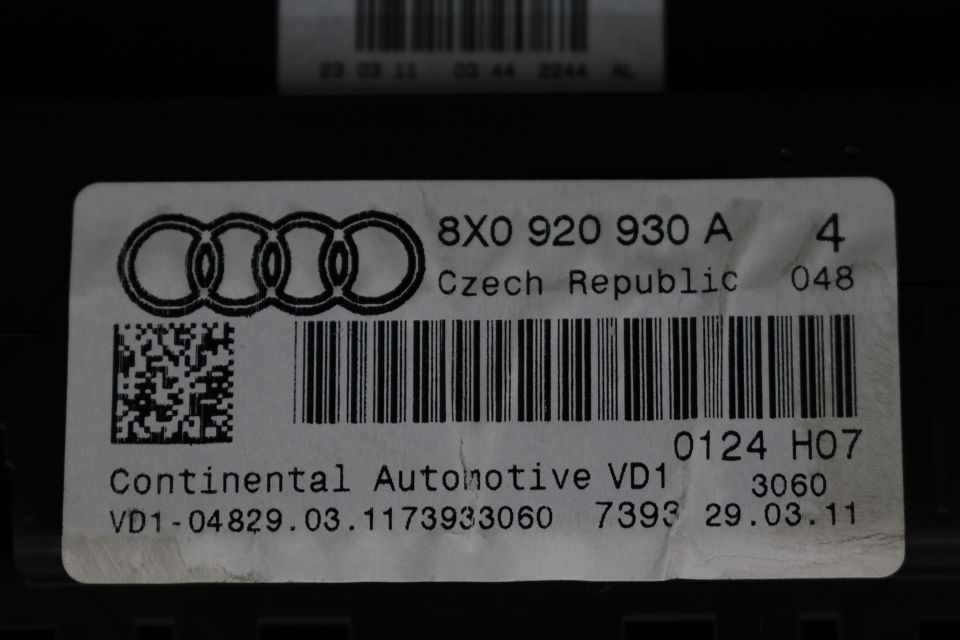 23.03.11 03:44 2244 AL
8X0 920 930 A 4
Czech Republic 048
0124 H07
Continental Automotive VD1 3060
VD1-04829.03.1173933060 7393 29.03.11